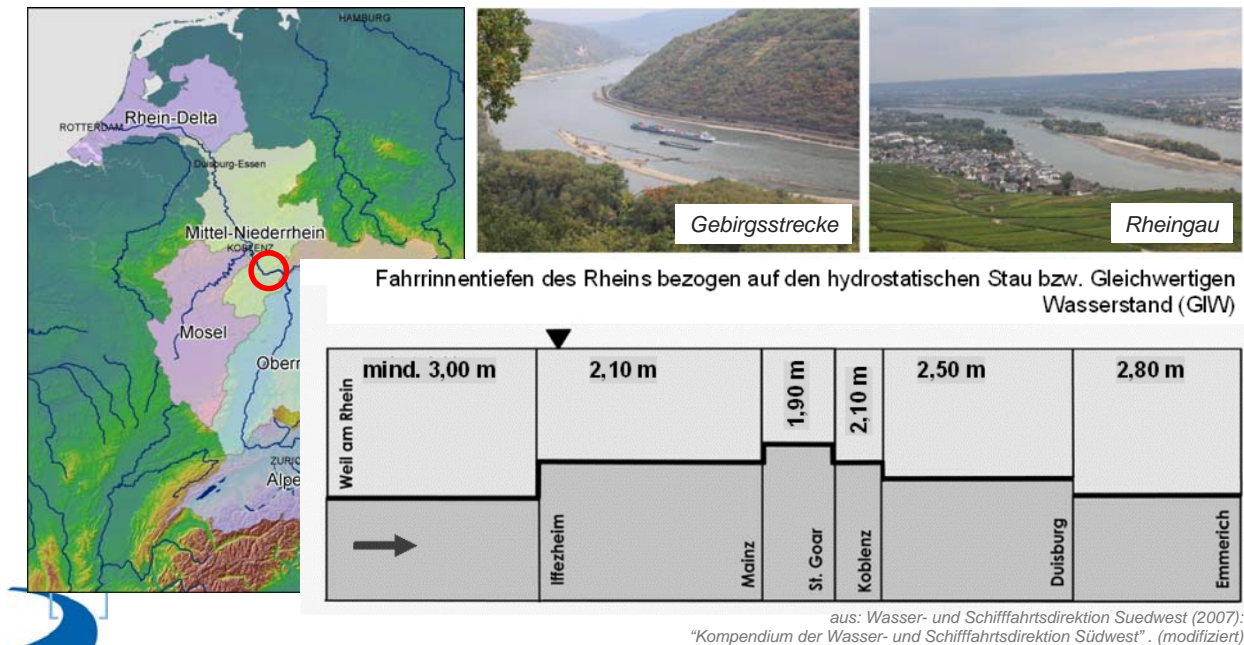 HAMBURG
Rhein-Delta
ROTTERDAM
Duisburg-Essen
Mittel-Niederrhein
KOBLENZ
Mosel
Oberr
ZURIC
Alpe
Gebirgsstrecke
Rheingau
Fahrrinnentiefen des Rheins bezogen auf den hydrostatischen Stau bzw. Gleichwertigen
Wasserstand (GIW)
Weil am Rhein
mind. 3,00 m
2,10 m
1,90 m
2,10 m
2,50 m
2,80 m
Iffezheim
Mainz
St. Goar
Koblenz
Duisburg
Emmerich
aus: Wasser- und Schifffahrtsdirektion Suedwest (2007):
"Kompendium der Wasser- und Schifffahrtsdirektion Südwest" . (modifiziert)